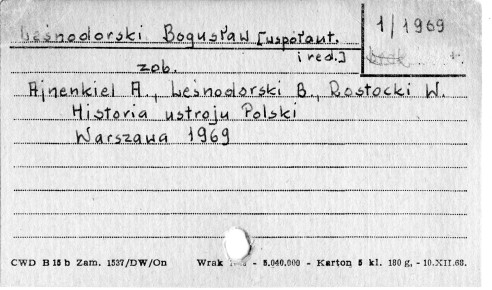 Leśnodorski Bogusław [współaut.
i red.]
1/1969
zob.
Ajnenkiel A., Leśnodorski B., Rostocki W.
Historia ustroju Polski
Warszawa 1969
CWD B 15 b Zam. 1537/DW/On Wrak - 5.040.000 - Karton 5 kl. 180 g, - 10.XII.68.